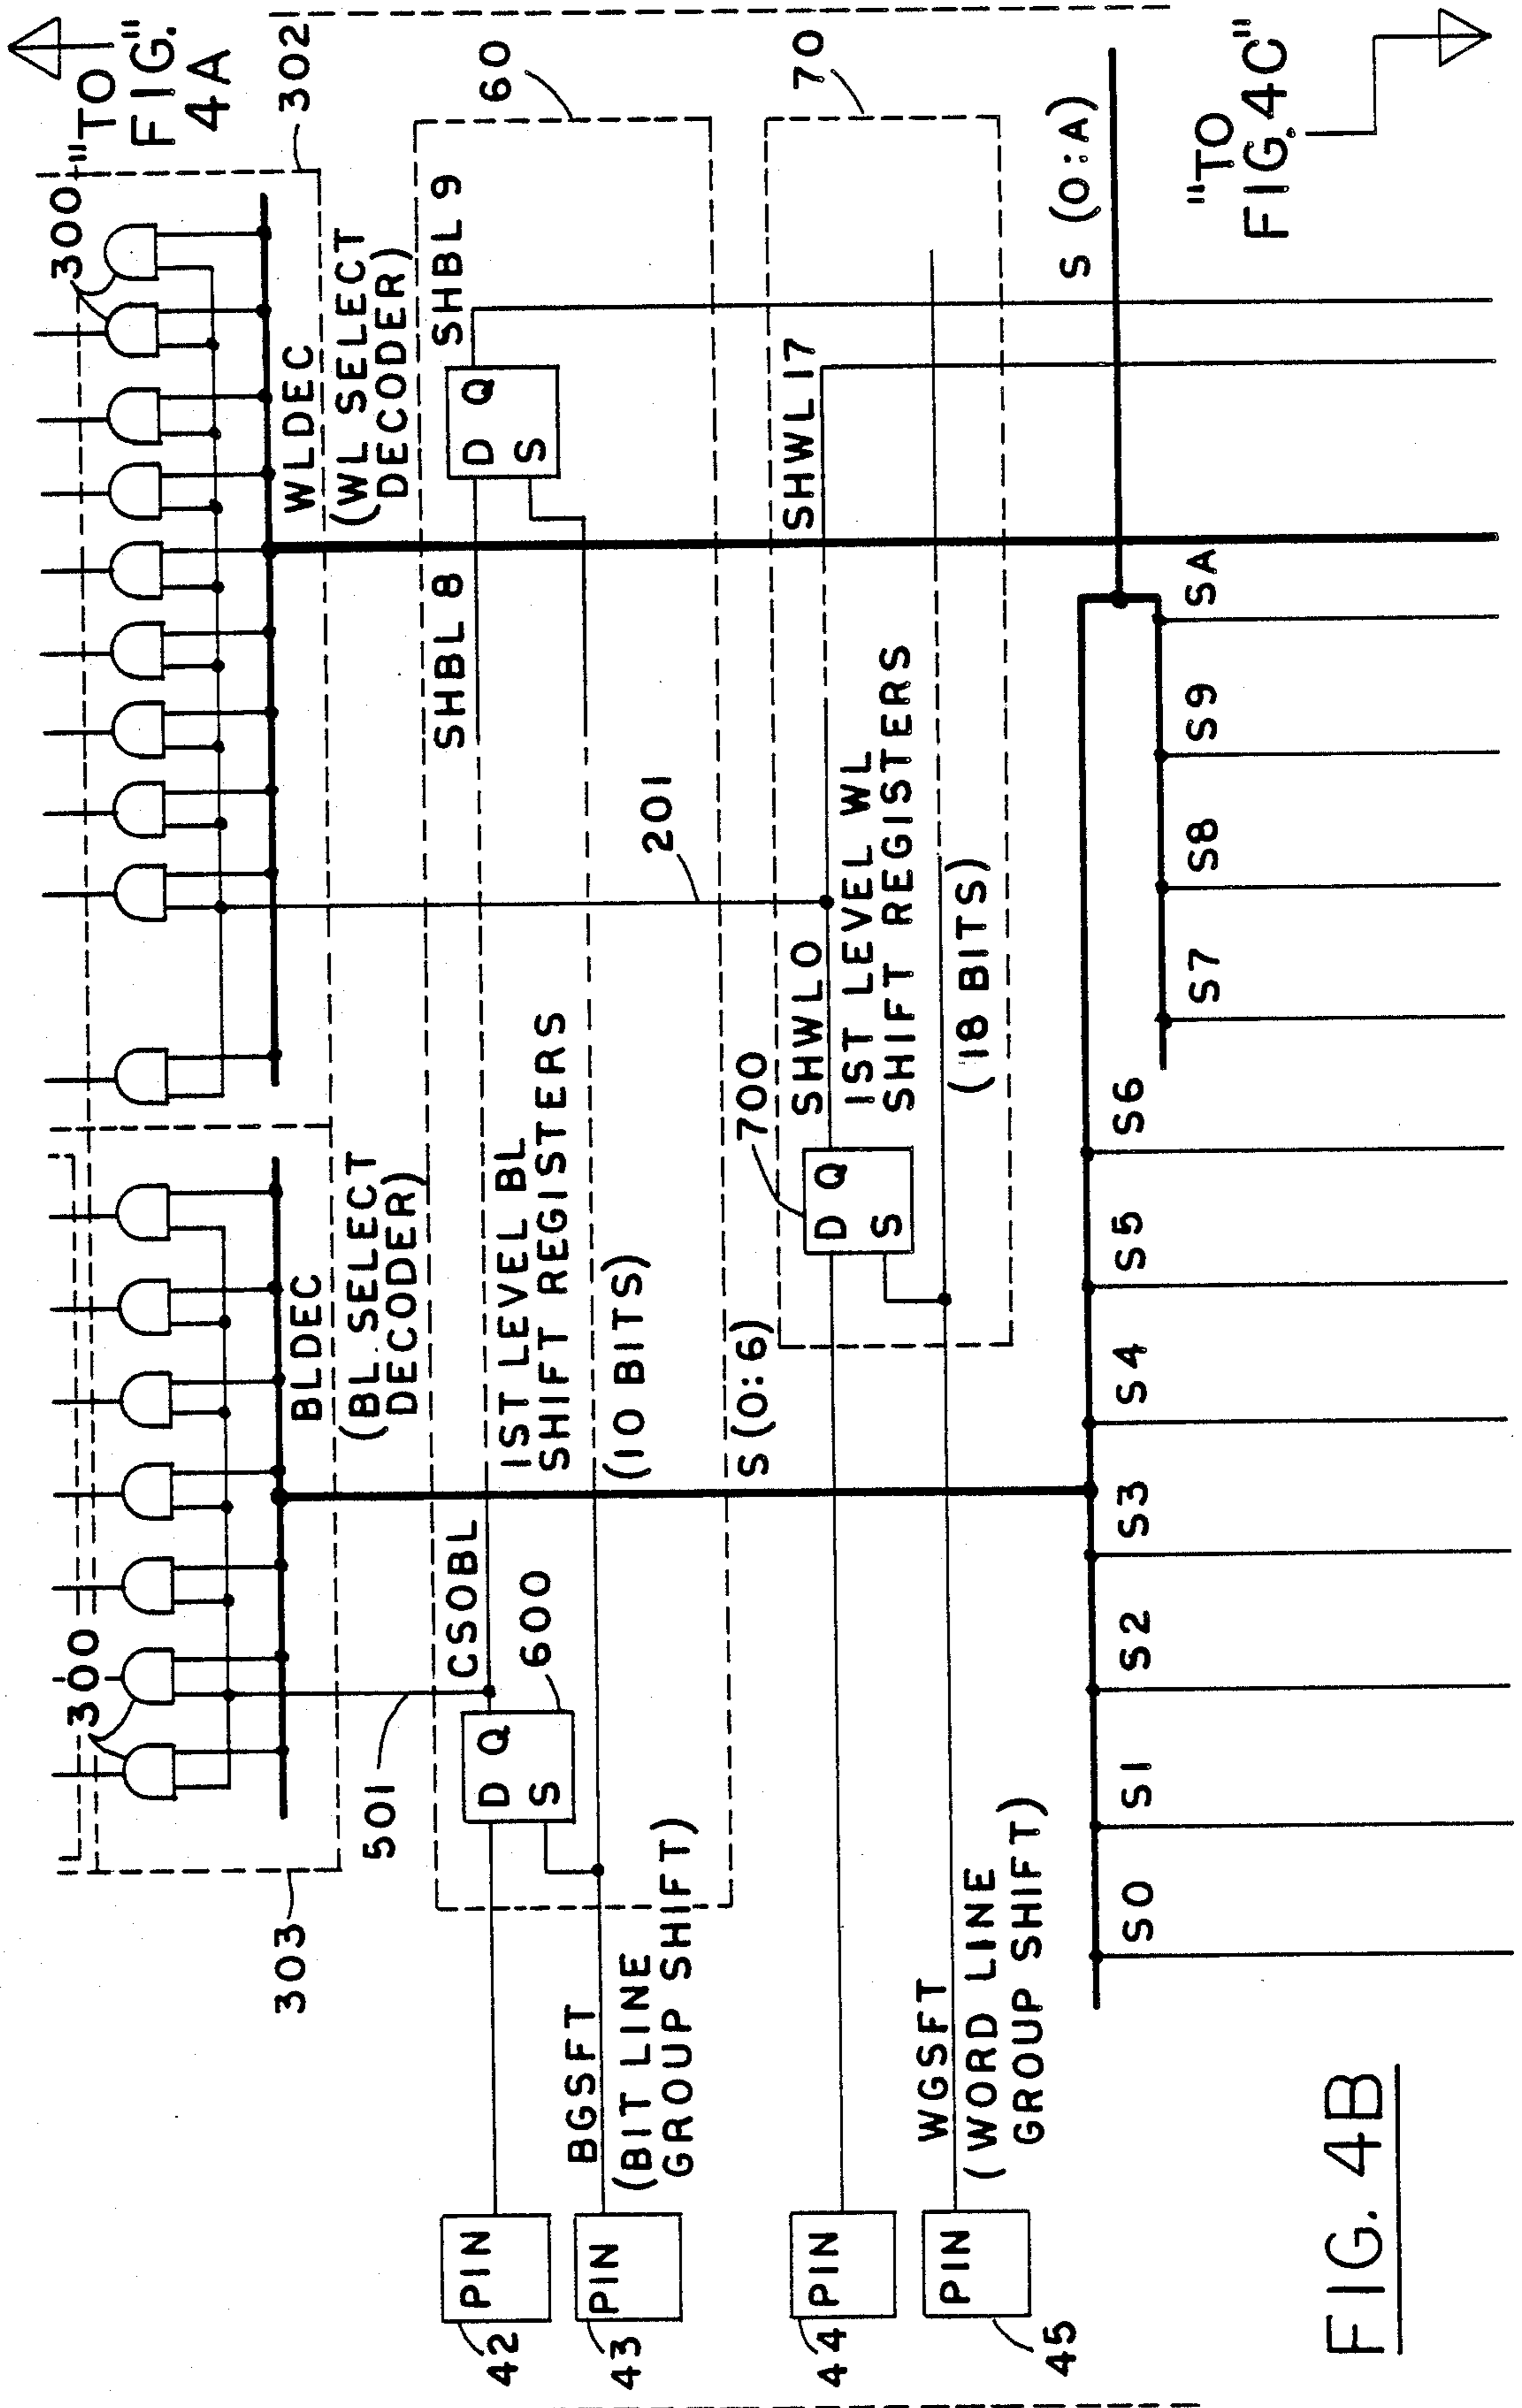 "TO
FIG."
4A
300
302
WLDEC
(WL SELECT
DECODER)
300
303
BLDEC
(BL SELECT
DECODER)
501
60
CSOBL
SHBL 8
SHBL 9
D Q
S
600
D Q
S
1ST LEVEL BL
SHIFT REGISTERS
(10 BITS)
201
PIN
42
PIN
43
BGSFT
(BIT LINE
GROUP SHIFT)
S (0:6)
70
700
SHWL0
SHWL17
D Q
S
1ST LEVEL WL
SHIFT REGISTERS
(18 BITS)
PIN
44
PIN
45
WGSFT
(WORD LINE
GROUP SHIFT)
S (0:A)
S0
S1
S2
S3
S4
S5
S6
S7
S8
S9
SA
"TO
FIG. 4C"
FIG. 4B